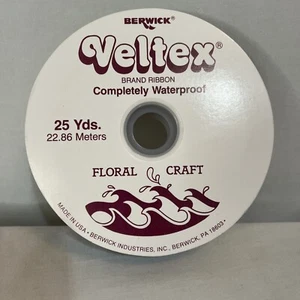 BERWICK®
Veltex®
BRAND RIBBON
Completely Waterproof
25 Yds.
22.86 Meters
FLORAL CRAFT
MADE IN USA • BERWICK INDUSTRIES, INC., BERWICK, PA 18603 •